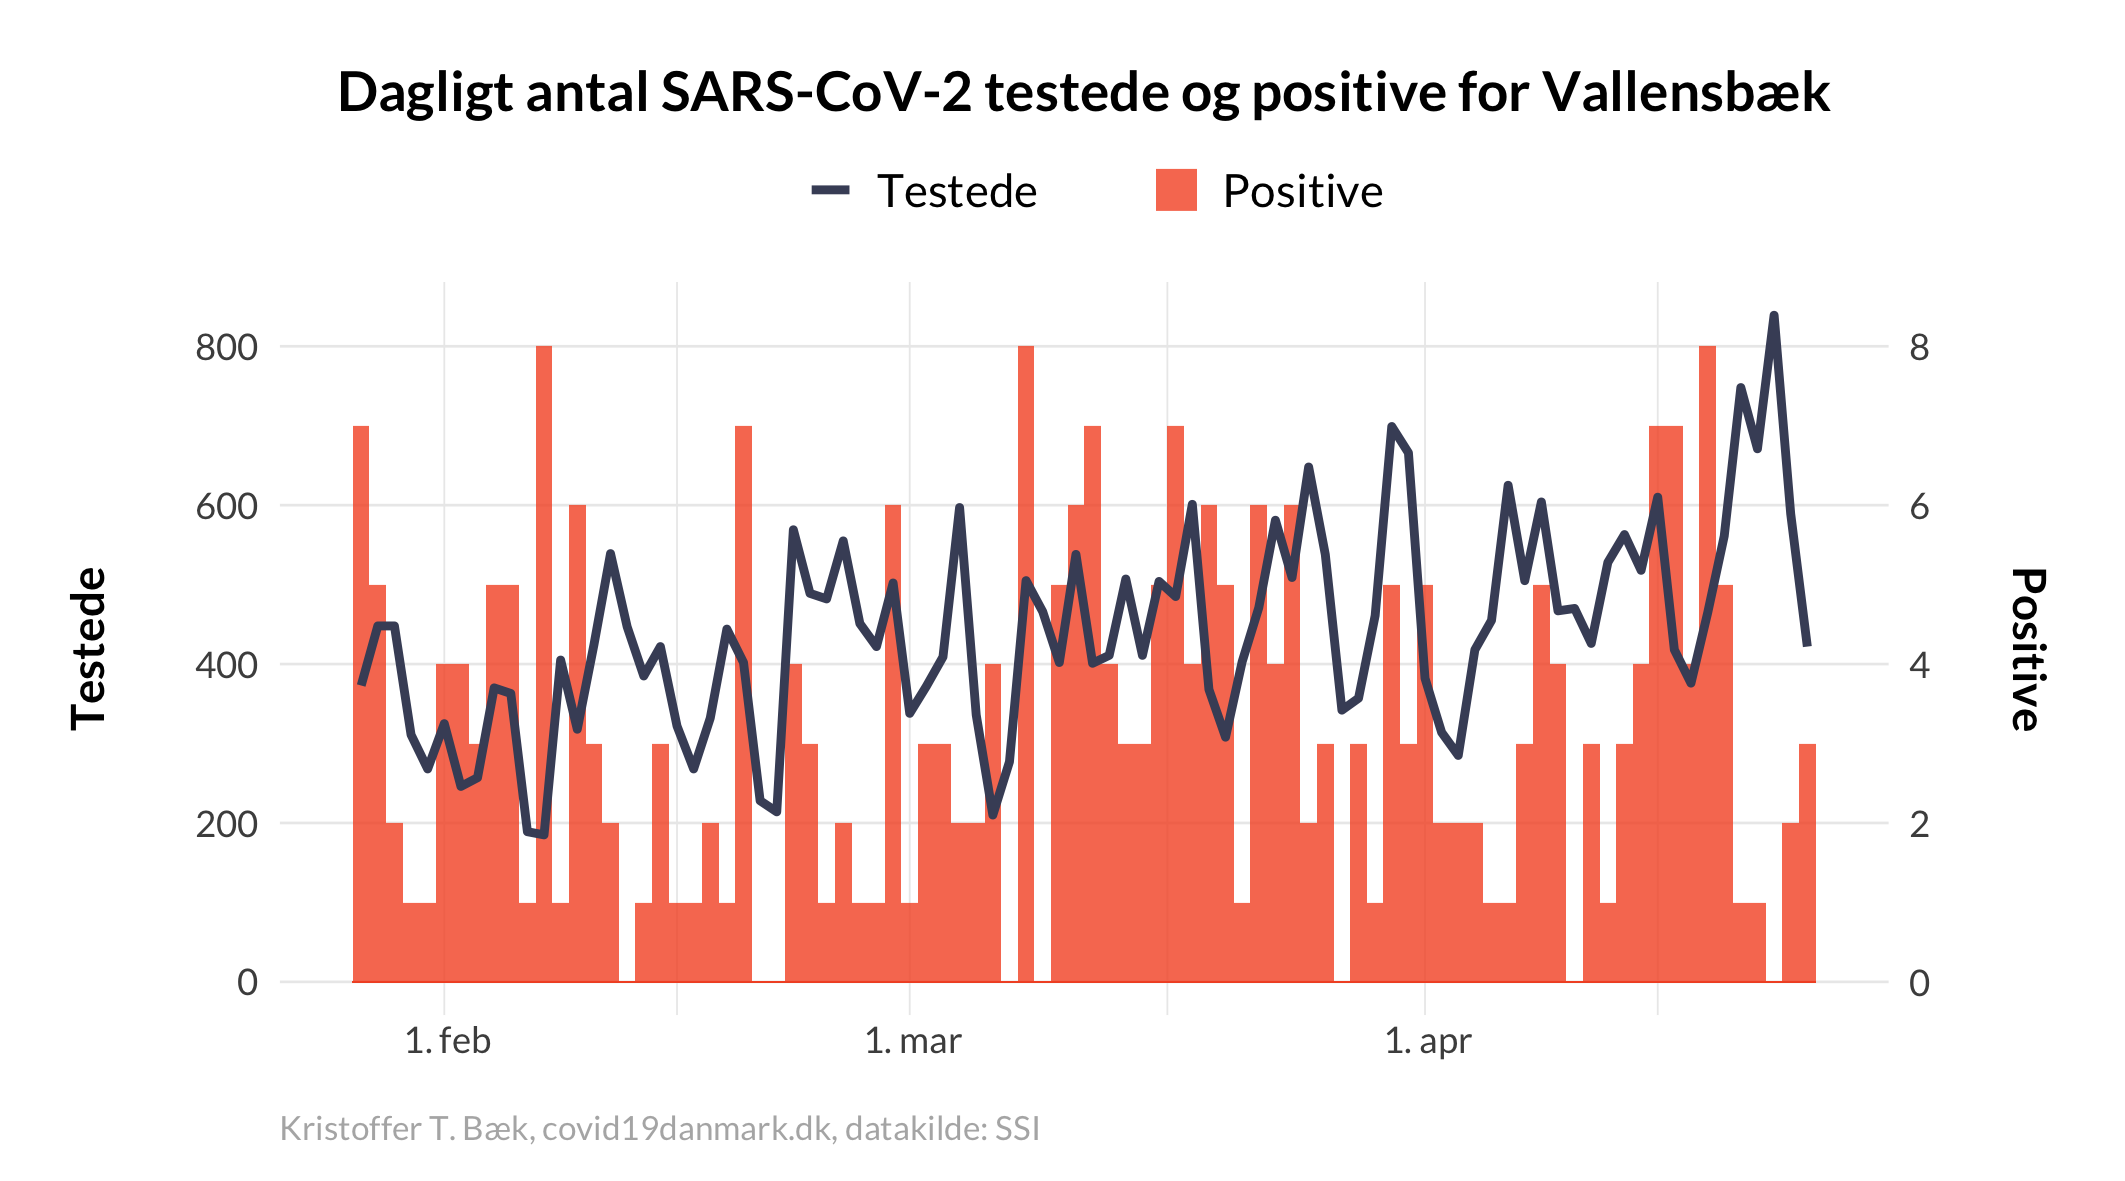 Dagligt antal SARS-CoV-2 testede og positive for Vallensbæk
Testede
Positive
800
600
400
200
0
Testede
8
6
4
2
0
Positive
1. feb
1. mar
1. apr
Kristoffer T. Bæk, covid19danmark.dk, datakilde: SSI